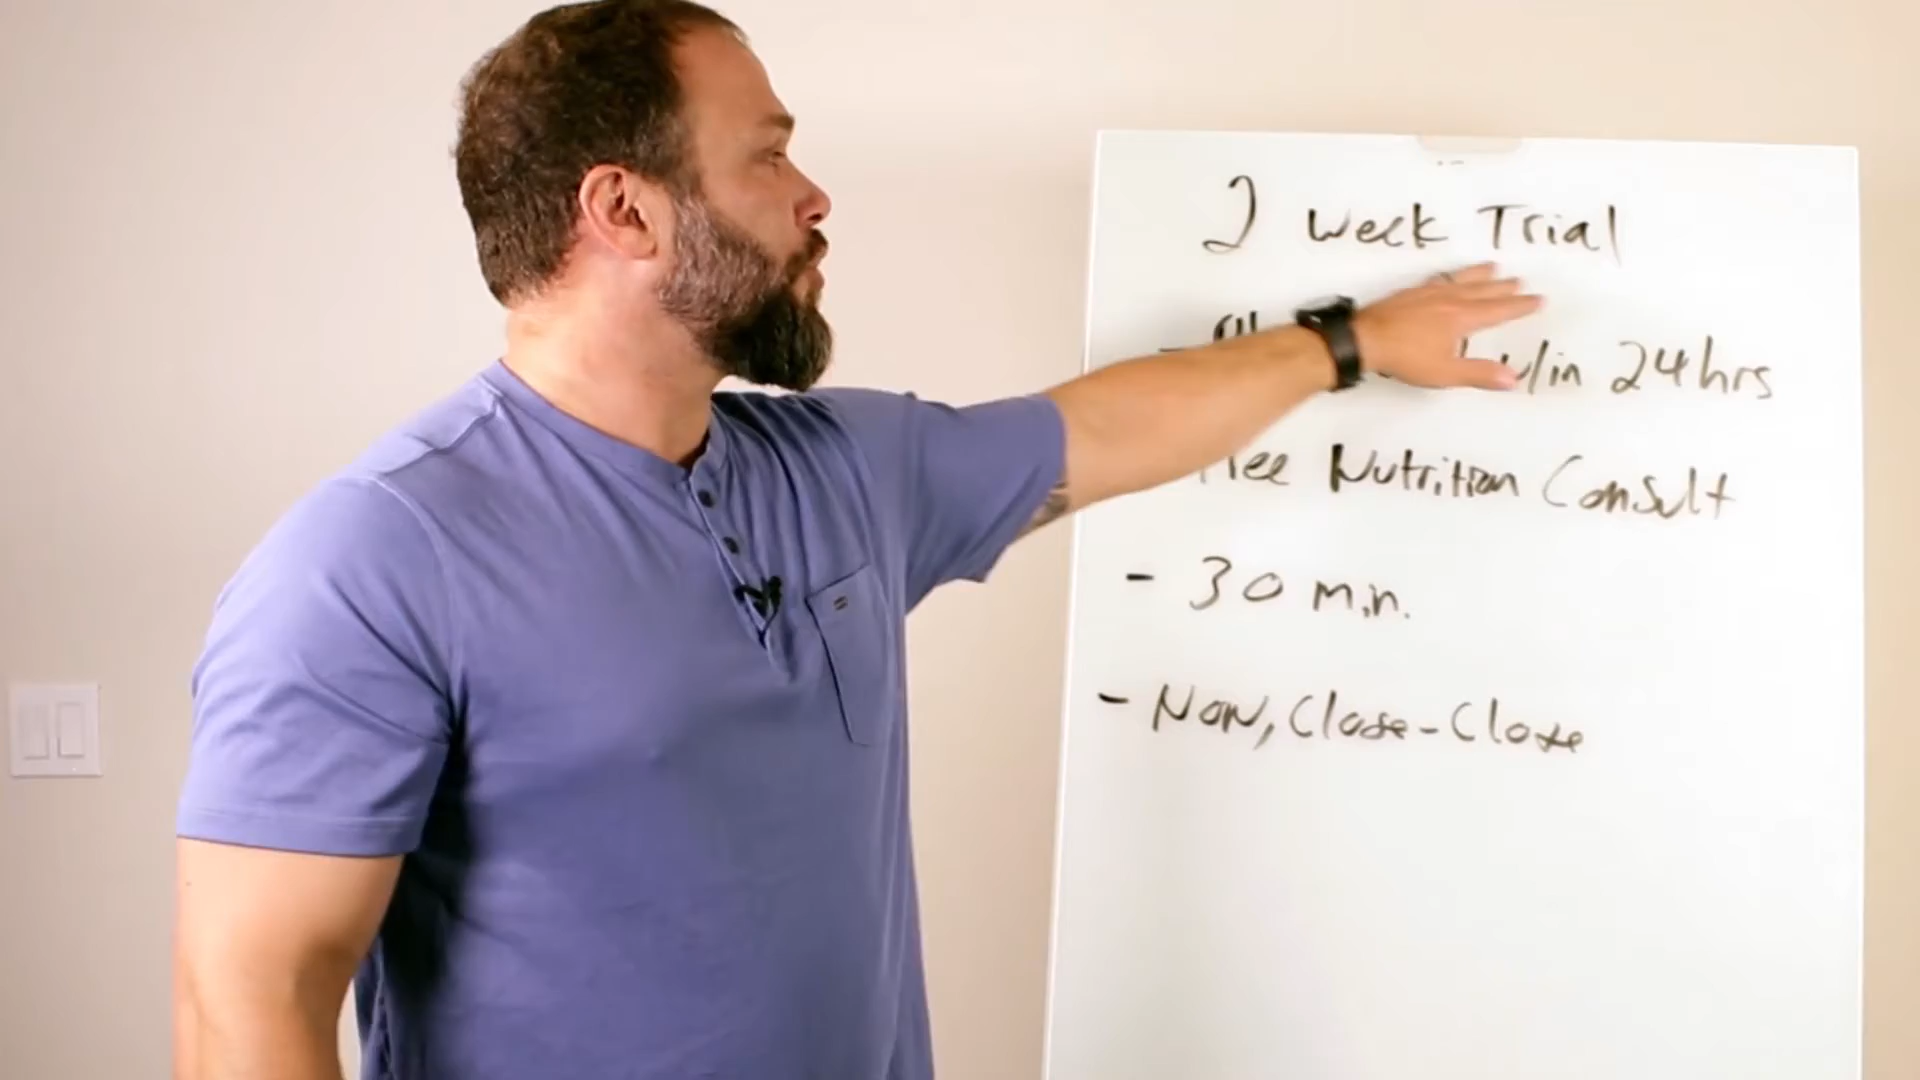 2 week Trial
w/in 24hrs
Nutrition Consult
- 30 min.
- Now, Close-Close